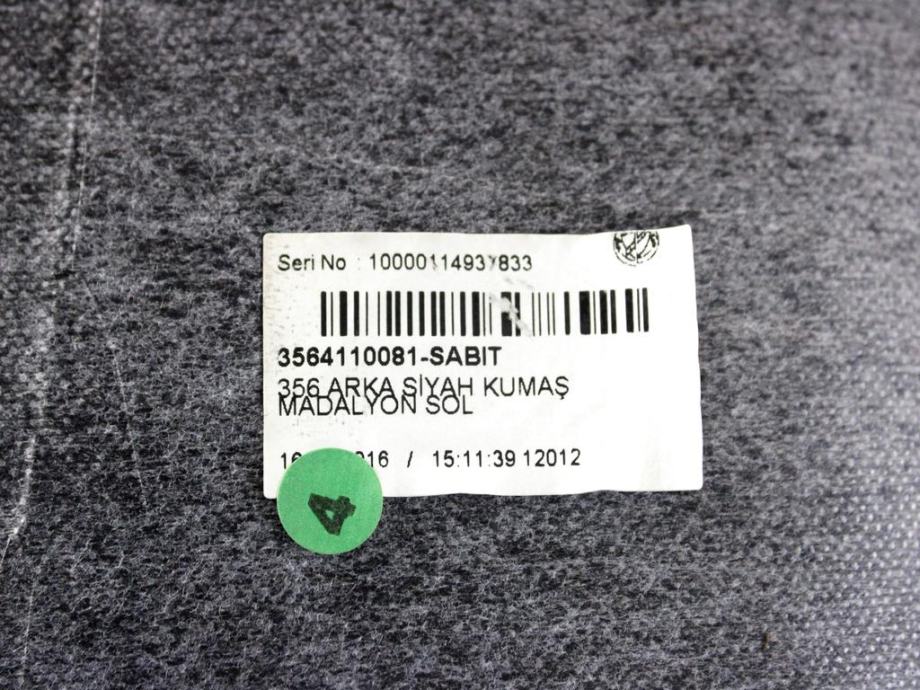 Seri No : 10000114937833
3564110081-SABIT
356 ARKA SİYAH KUMAŞ
MADALYON SOL
/ 15:11:39 12012
4